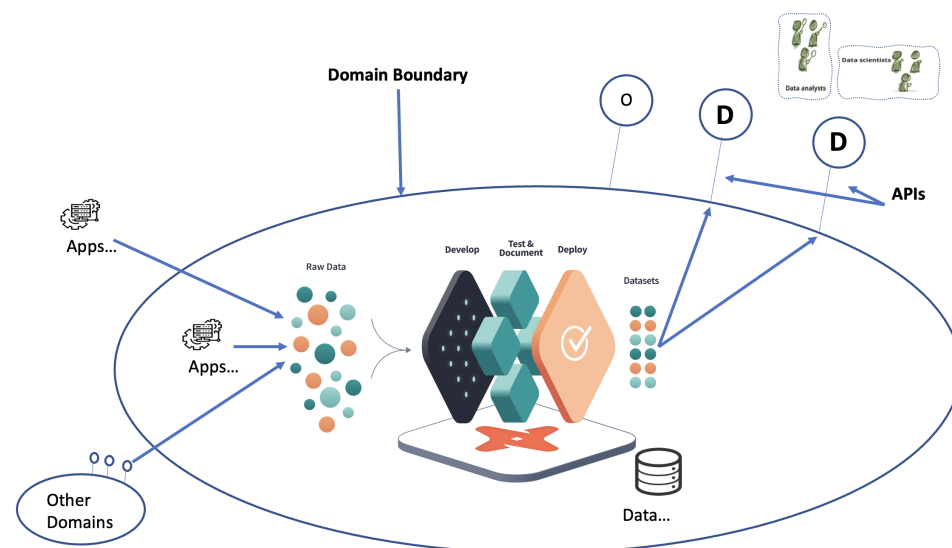 Domain Boundary
O
D
D
Data analysts
Data scientists
APIs
Apps...
Apps...
Other
Domains
Raw Data
Develop
Test &
Document
Deploy
Datasets
Data...